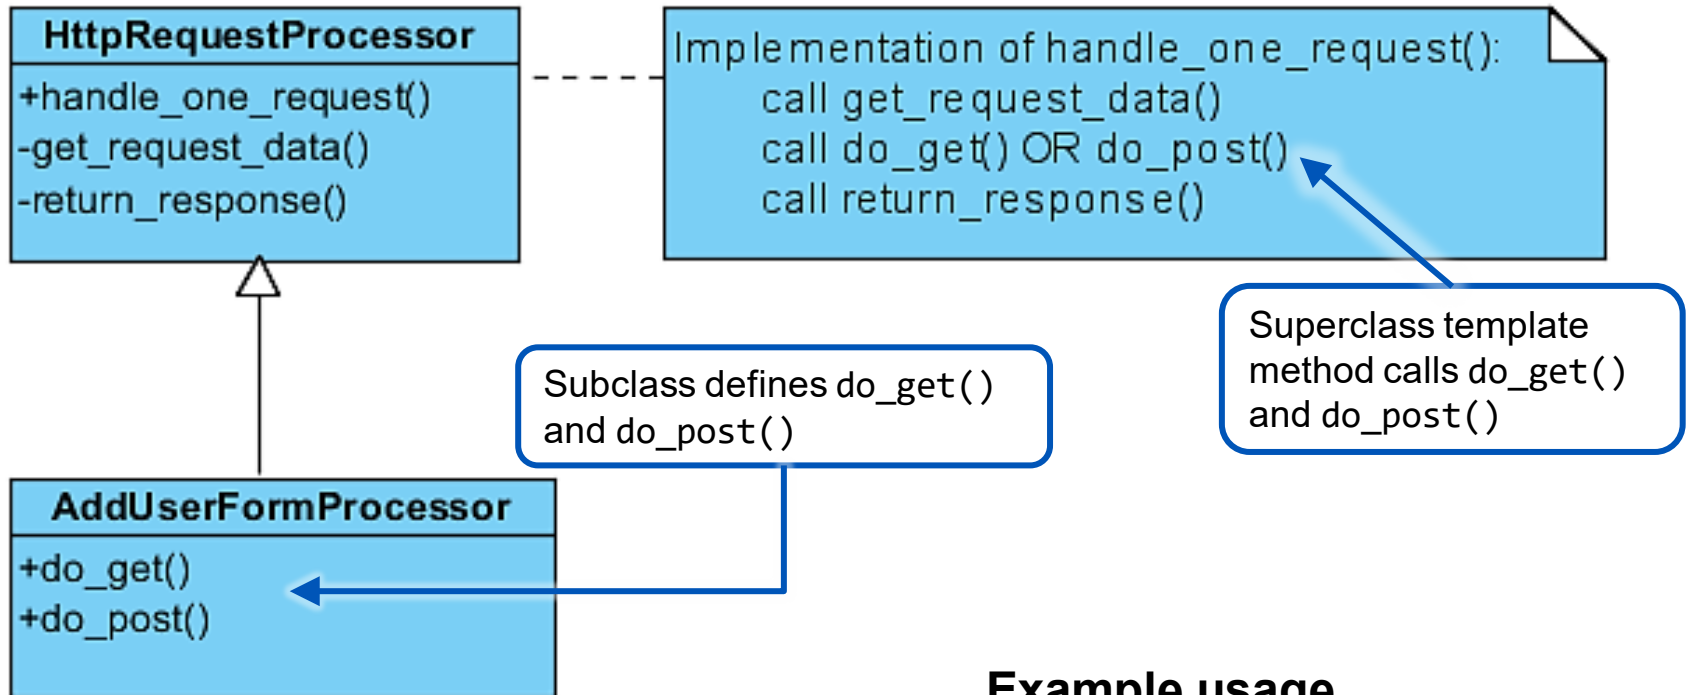 HttpRequestProcessor
+handle_one_request()
-get_request_data()
-return_response()
Implementation of handle_one_request():
call get_request_data()
call do_get() OR do_post()
call return_response()
Superclass template
method calls do_get()
and do_post()
Subclass defines do_get()
and do_post()
AddUserFormProcessor
+do_get()
+do_post()
Example usage